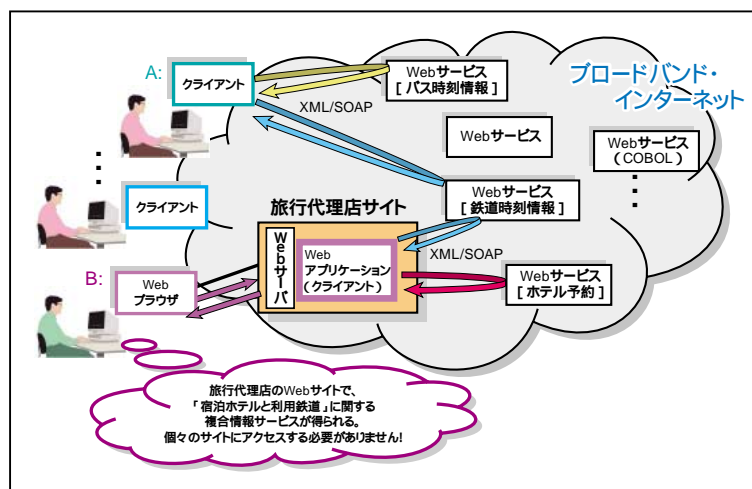 A:
クライアント
Webサービス
[ バス時刻情報 ]
ブロードバンド・
インターネット
XML/SOAP
Webサービス
Webサービス
( COBOL )
クライアント
Webサービス
[ 鉄道時刻情報 ]
旅行代理店サイト
Webサーバ
Web
アプリケーション
( クライアント )
XML/SOAP
B:
Web
ブラウザ
Webサービス
[ ホテル予約 ]
旅行代理店のWebサイトで、
「宿泊ホテルと利用鉄道」に関する
複合情報サービスが得られる。
個々のサイトにアクセスする必要がありません!